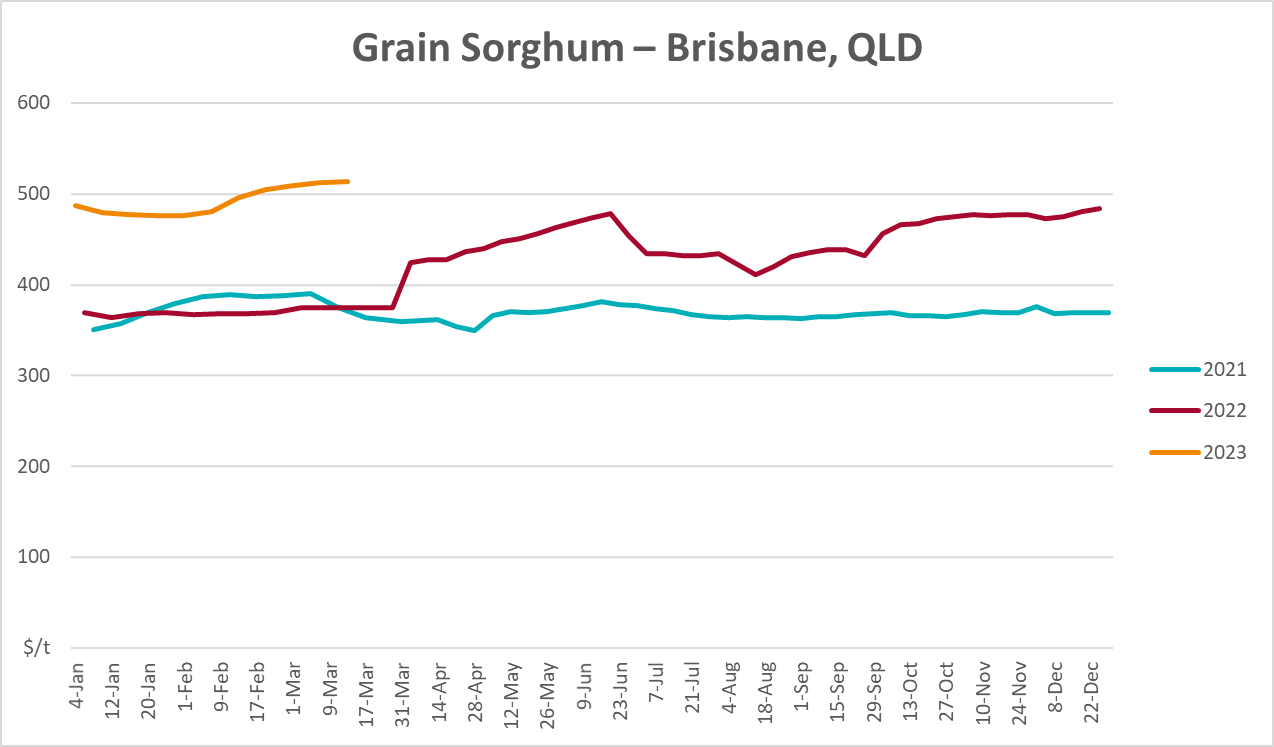 Grain Sorghum – Brisbane, QLD
600
500
400
300
200
100
$/t
4-Jan
12-Jan
20-Jan
1-Feb
9-Feb
17-Feb
1-Mar
9-Mar
17-Mar
31-Mar
14-Apr
28-Apr
12-May
26-May
9-Jun
23-Jun
7-Jul
21-Jul
4-Aug
18-Aug
1-Sep
15-Sep
29-Sep
13-Oct
27-Oct
10-Nov
24-Nov
8-Dec
22-Dec
2021
2022
2023